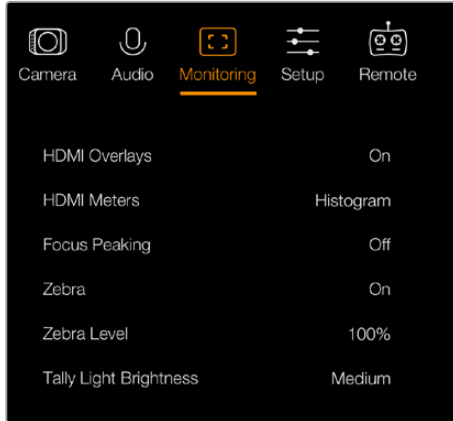 Camera Audio Monitoring Setup Remote
HDMI Overlays On
HDMI Meters Histogram
Focus Peaking Off
Zebra On
Zebra Level 100%
Tally Light Brightness Medium